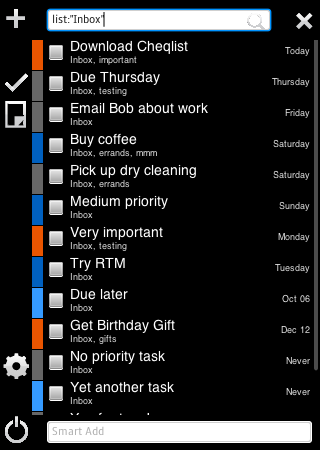 list:"Inbox"
Download Cheqlist
Inbox, important
Today
Due Thursday
Inbox, testing
Thursday
Email Bob about work
Inbox
Friday
Buy coffee
Inbox, errands, mmm
Saturday
Pick up dry cleaning
Inbox, errands
Saturday
Medium priority
Inbox
Sunday
Very important
Inbox, testing
Monday
Try RTM
Inbox
Tuesday
Due later
Inbox
Oct 06
Get Birthday Gift
Inbox, gifts
Dec 12
No priority task
Inbox
Never
Yet another task
Inbox
Never
Smart Add